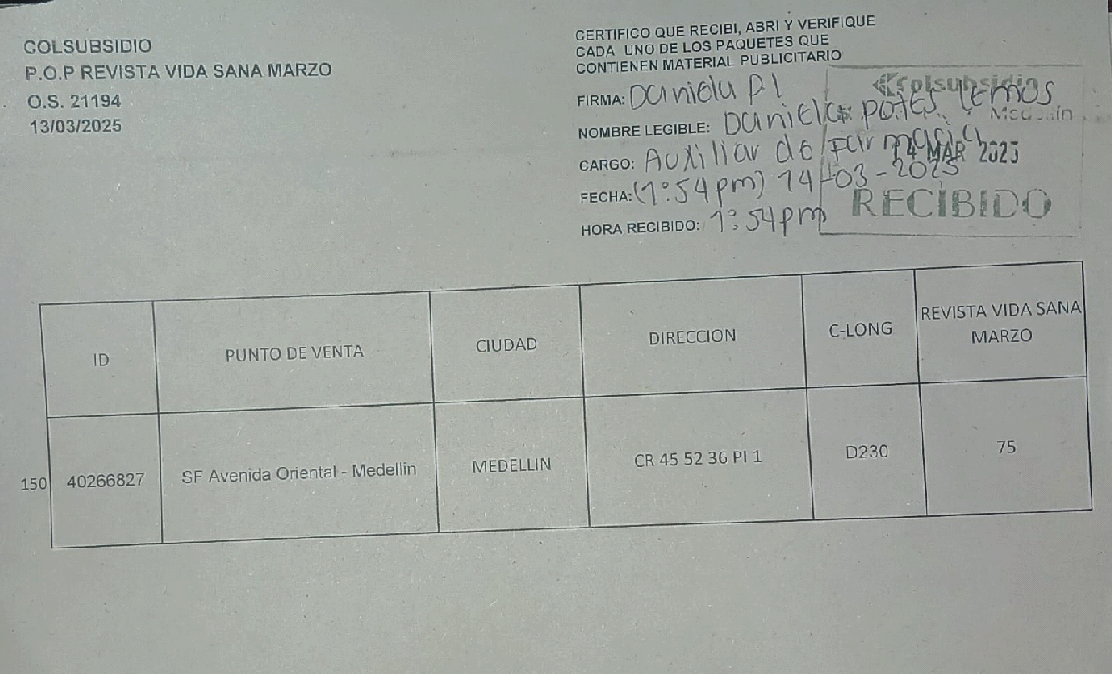 COLSUBSIDIO
P.O.P REVISTA VIDA SANA MARZO
O.S. 21194
13/03/2025
CERTIFICO QUE RECIBI, ABRI Y VERIFIQUE
CADA UNO DE LOS PAQUETES QUE
CONTIENEN MATERIAL PUBLICITARIO
FIRMA: Daniela Pl
NOMBRE LEGIBLE: Daniela potes Lemos
CARGO: Auxiliar de farmacia
FECHA: (1:54pm) 14-03-2025
HORA RECIBIDO: 1:54pm
colsubsidio
Medellín
14 MAR 2025
RECIBIDO
ID PUNTO DE VENTA CIUDAD DIRECCION C-LONG REVISTA VIDA SANA
MARZO
150 40266827 SF Avenida Oriental - Medellin MEDELLIN CR 45 52 36 PI 1 D230 75